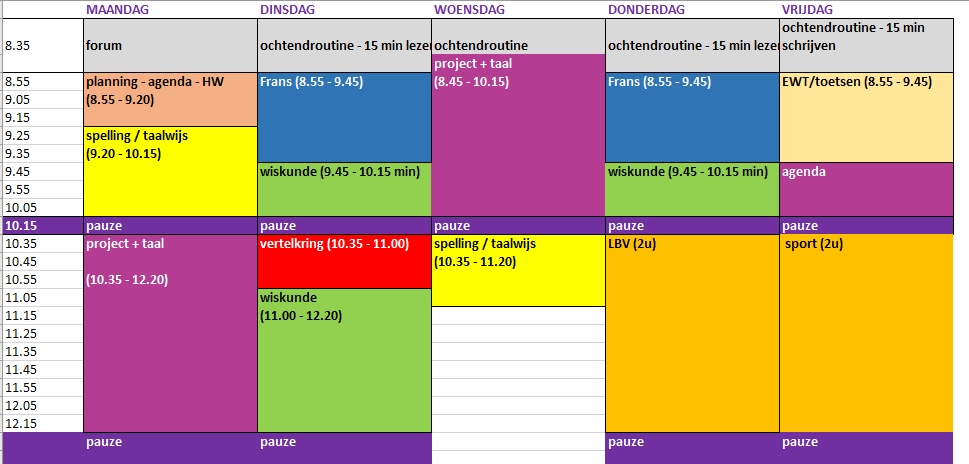 MAANDAG DINSDAG WOENSDAG DONDERDAG VRIJDAG
ochtendroutine - 15 min
8.35 forum ochtendroutine - 15 min lezen ochtendroutine ochtendroutine - 15 min lezen schrijven
project + taal
8.55 planning - agenda - HW Frans (8.55 - 9.45) (8.45 - 10.15) Frans (8.55 - 9.45) EWT/toetsen (8.55 - 9.45)
9.05 (8.55 - 9.20)
9.15
9.25 spelling / taalwijs
9.35 (9.20 - 10.15)
9.45 wiskunde (9.45 - 10.15 min) wiskunde (9.45 - 10.15 min) agenda
9.55
10.05
10.15 pauze pauze pauze pauze pauze
10.35 project + taal vertelkring (10.35 - 11.00) spelling / taalwijs LBV (2u) sport (2u)
10.45 (10.35 - 11.20)
10.55 (10.35 - 12.20)
11.05 wiskunde
11.15 (11.00 - 12.20)
11.25
11.35
11.45
11.55
12.05
12.15
pauze pauze pauze pauze